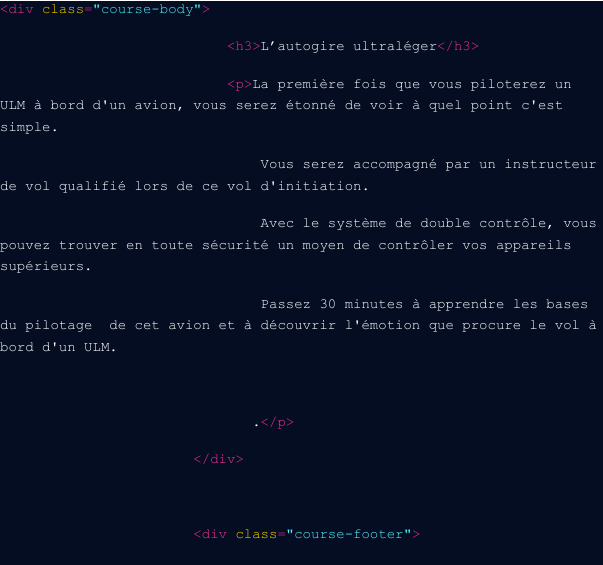 <div class="course-body">
<h3>L’autogire ultraléger</h3>
<p>La première fois que vous piloterez un
ULM à bord d'un avion, vous serez étonné de voir à quel point c'est
simple.
Vous serez accompagné par un instructeur
de vol qualifié lors de ce vol d'initiation.
Avec le système de double contrôle, vous
pouvez trouver en toute sécurité un moyen de contrôler vos appareils
supérieurs.
Passez 30 minutes à apprendre les bases
du pilotage  de cet avion et à découvrir l'émotion que procure le vol à
bord d'un ULM.
.</p>
</div>
<div class="course-footer">